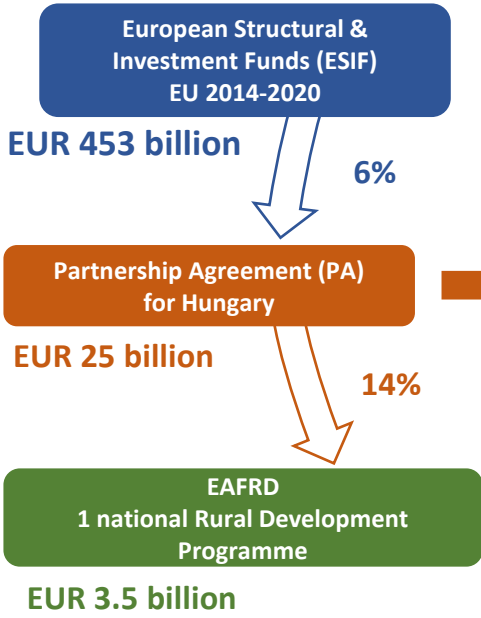 European Structural &
Investment Funds (ESIF)
EU 2014-2020
EUR 453 billion
6%
Partnership Agreement (PA)
for Hungary
EUR 25 billion
14%
EAFRD
1 national Rural Development
Programme
EUR 3.5 billion